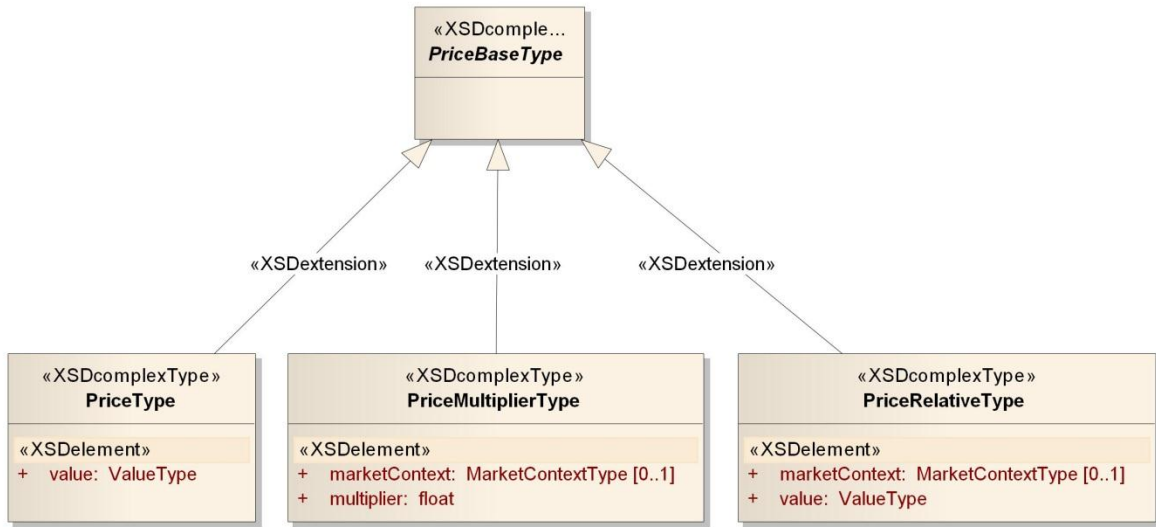 «XSDcomple...
PriceBaseType
«XSDextension» «XSDextension» «XSDextension»
«XSDcomplexType»
PriceType
«XSDelement»
+ value: ValueType
«XSDcomplexType»
PriceMultiplierType
«XSDelement»
+ marketContext: MarketContextType [0..1]
+ multiplier: float
«XSDcomplexType»
PriceRelativeType
«XSDelement»
+ marketContext: MarketContextType [0..1]
+ value: ValueType